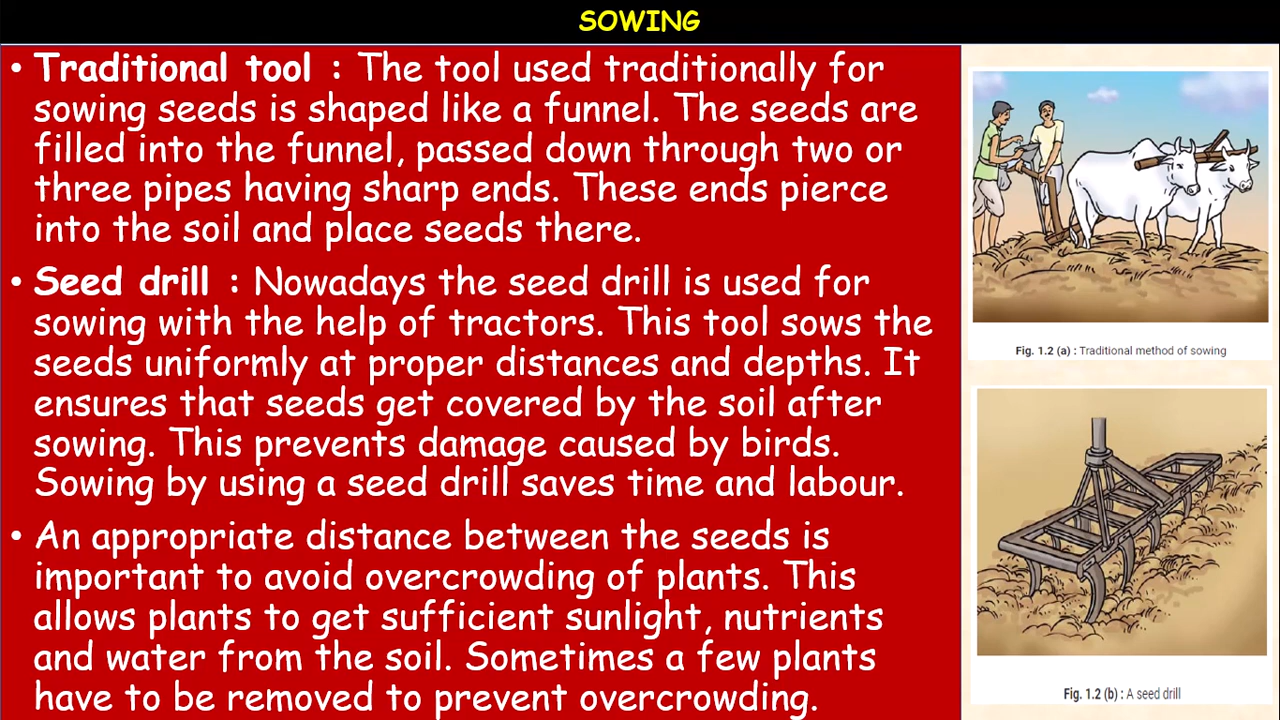 SOWING
• Traditional tool : The tool used traditionally for
sowing seeds is shaped like a funnel. The seeds are
filled into the funnel, passed down through two or
three pipes having sharp ends. These ends pierce
into the soil and place seeds there.
• Seed drill : Nowadays the seed drill is used for
sowing with the help of tractors. This tool sows the
seeds uniformly at proper distances and depths. It
ensures that seeds get covered by the soil after
sowing. This prevents damage caused by birds.
Sowing by using a seed drill saves time and labour.
• An appropriate distance between the seeds is
important to avoid overcrowding of plants. This
allows plants to get sufficient sunlight, nutrients
and water from the soil. Sometimes a few plants
have to be removed to prevent overcrowding.
Fig. 1.2 (a) : Traditional method of sowing
Fig. 1.2 (b) : A seed drill